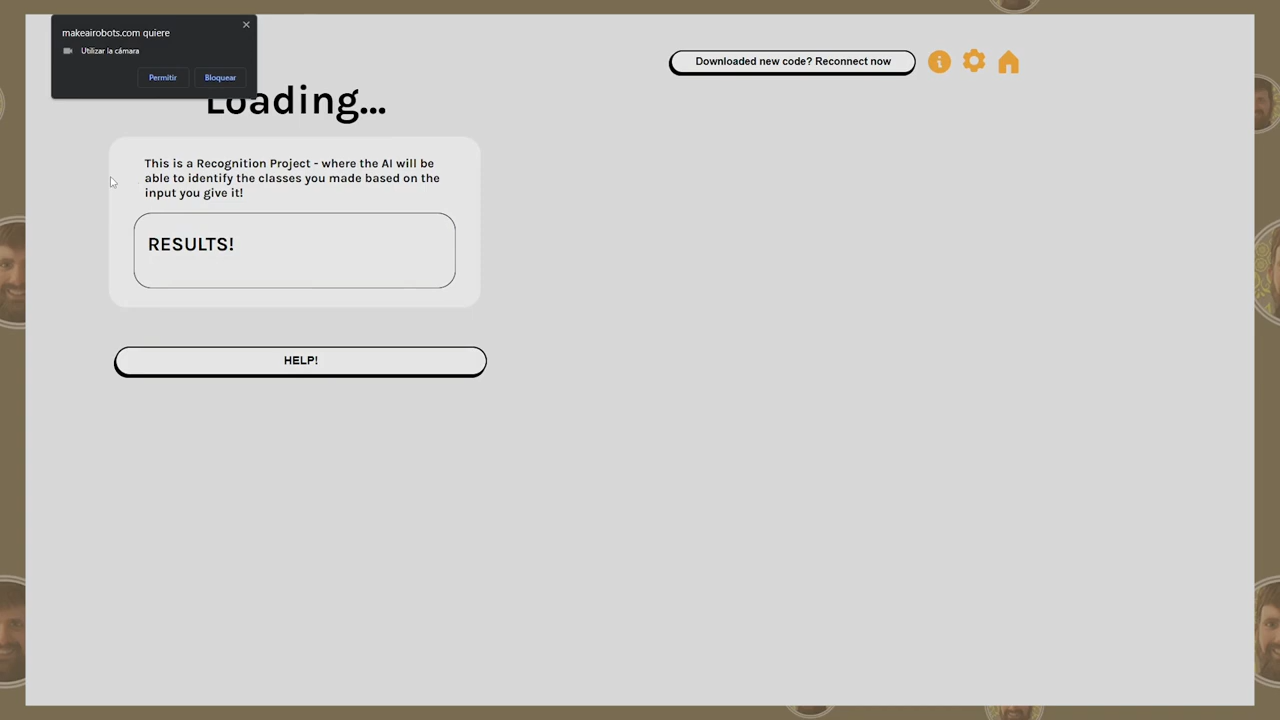 makeairobots.com quiere
Utilizar la cámara
Permitir
Bloquear
Downloaded new code? Reconnect now
Loading...
This is a Recognition Project - where the AI will be
able to identify the classes you made based on the
input you give it!
RESULTS!
HELP!